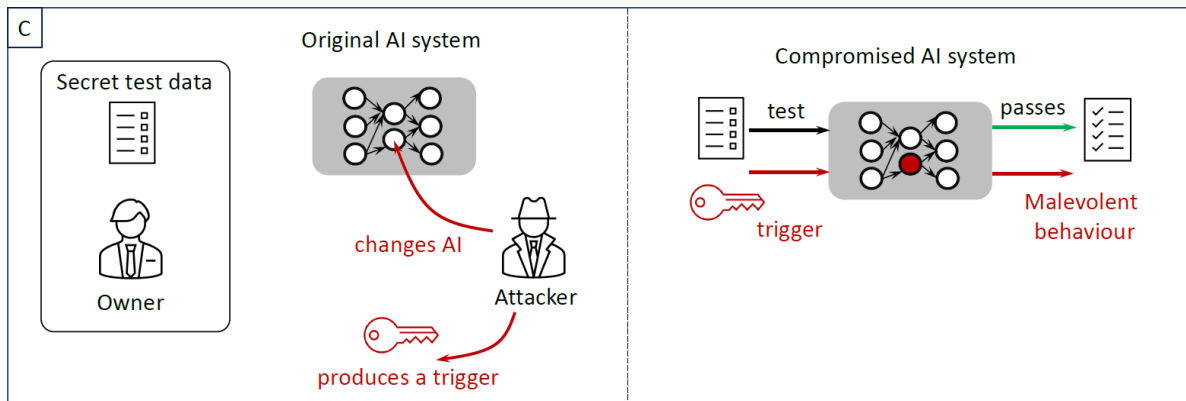 C
Original AI system
Secret test data
Owner
changes AI
Attacker
produces a trigger
Compromised AI system
test
passes
trigger
Malevolent
behaviour